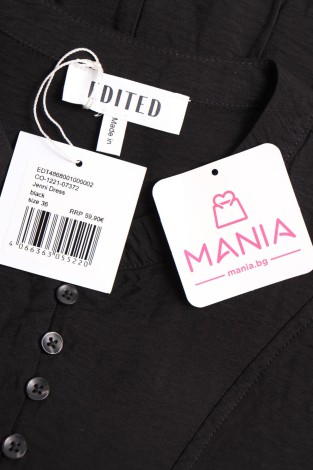 EDITED
Made in
EDT4868001000002
CO-1221-07372
Jenni Dress
black
size 36
RRP 59,90€
4 066363 055220
MANIA
mania.bg